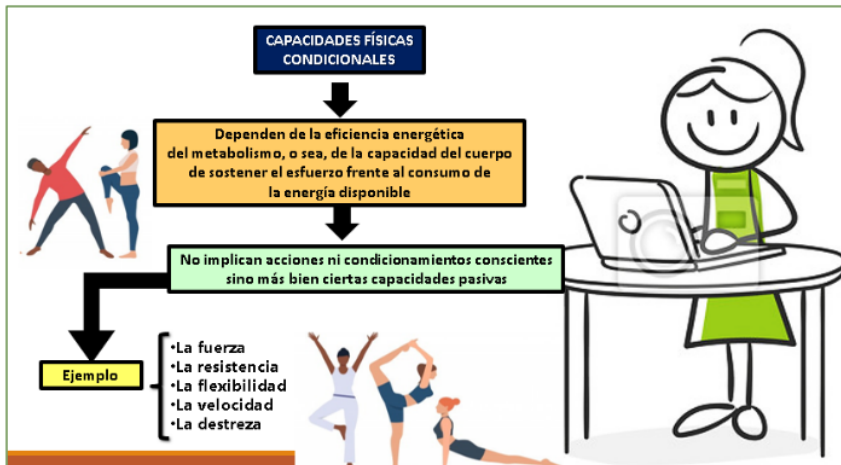 CAPACIDADES FÍSICAS
CONDICIONALES
Dependen de la eficiencia energética
del metabolismo, o sea, de la capacidad del cuerpo
de sostener el esfuerzo frente al consumo de
la energía disponible
No implican acciones ni condicionamientos conscientes
sino más bien ciertas capacidades pasivas
Ejemplo
•La fuerza
•La resistencia
•La flexibilidad
•La velocidad
•La destreza